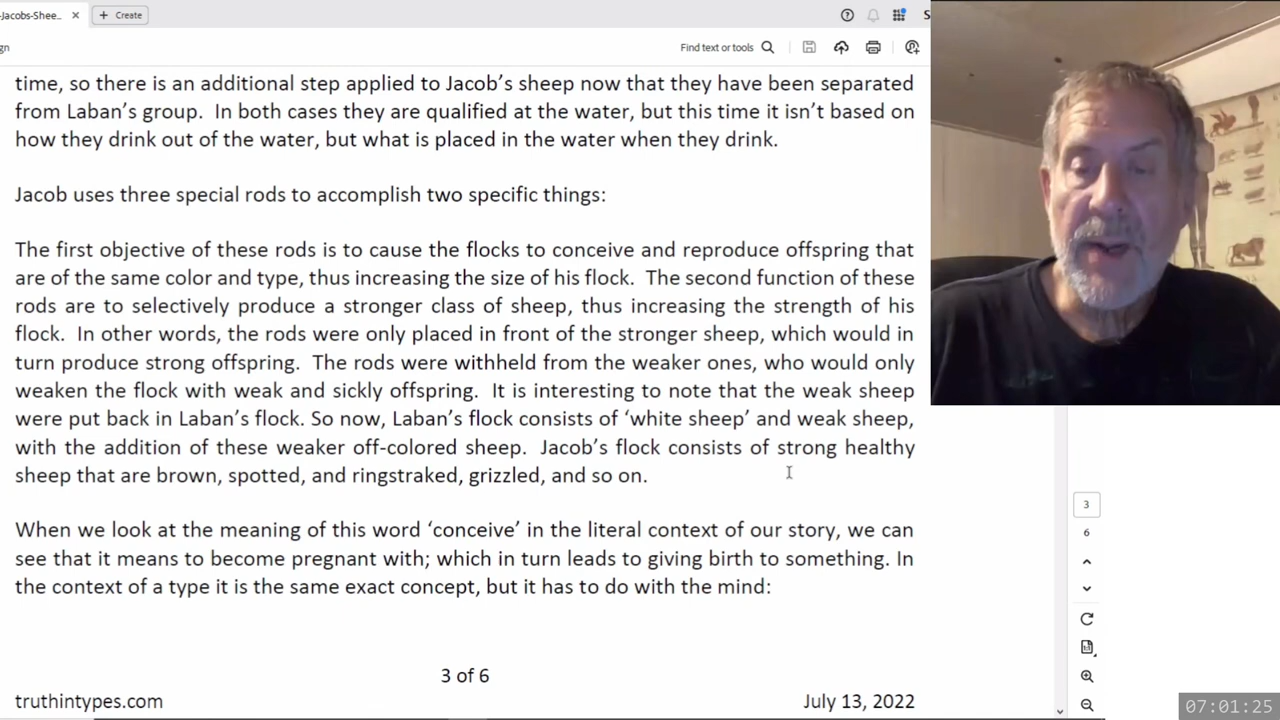 -Jacobs-Shee...
Create
S
gn
Find text or tools
time, so there is an additional step applied to Jacob's sheep now that they have been separated
from Laban's group. In both cases they are qualified at the water, but this time it isn't based on
how they drink out of the water, but what is placed in the water when they drink.
Jacob uses three special rods to accomplish two specific things:
The first objective of these rods is to cause the flocks to conceive and reproduce offspring that
are of the same color and type, thus increasing the size of his flock. The second function of these
rods are to selectively produce a stronger class of sheep, thus increasing the strength of his
flock. In other words, the rods were only placed in front of the stronger sheep, which would in
turn produce strong offspring. The rods were withheld from the weaker ones, who would only
weaken the flock with weak and sickly offspring. It is interesting to note that the weak sheep
were put back in Laban's flock. So now, Laban's flock consists of 'white sheep' and weak sheep,
with the addition of these weaker off-colored sheep. Jacob's flock consists of strong healthy
sheep that are brown, spotted, and ringstraked, grizzled, and so on.
When we look at the meaning of this word 'conceive' in the literal context of our story, we can
see that it means to become pregnant with; which in turn leads to giving birth to something. In
the context of a type it is the same exact concept, but it has to do with the mind:
3 of 6
truthintypes.com
July 13, 2022
3
6
07:01:25